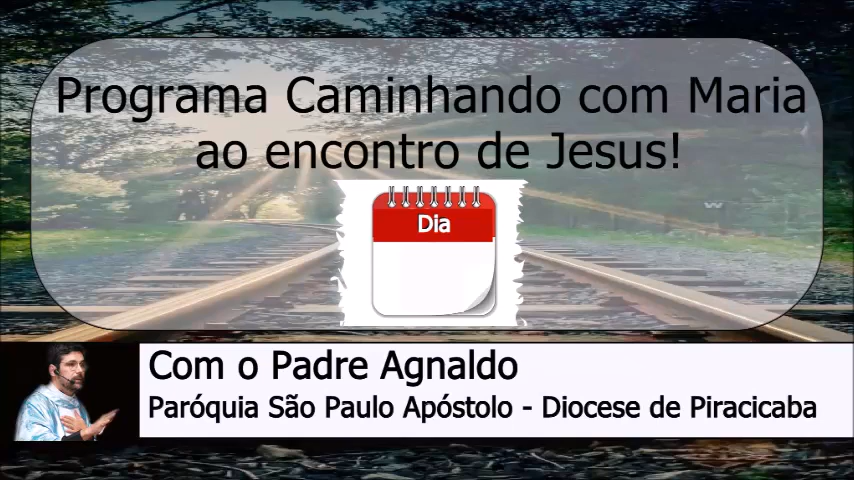 Programa Caminhando com Maria
ao encontro de Jesus!
Dia
Com o Padre Agnaldo
Paróquia São Paulo Apóstolo - Diocese de Piracicaba